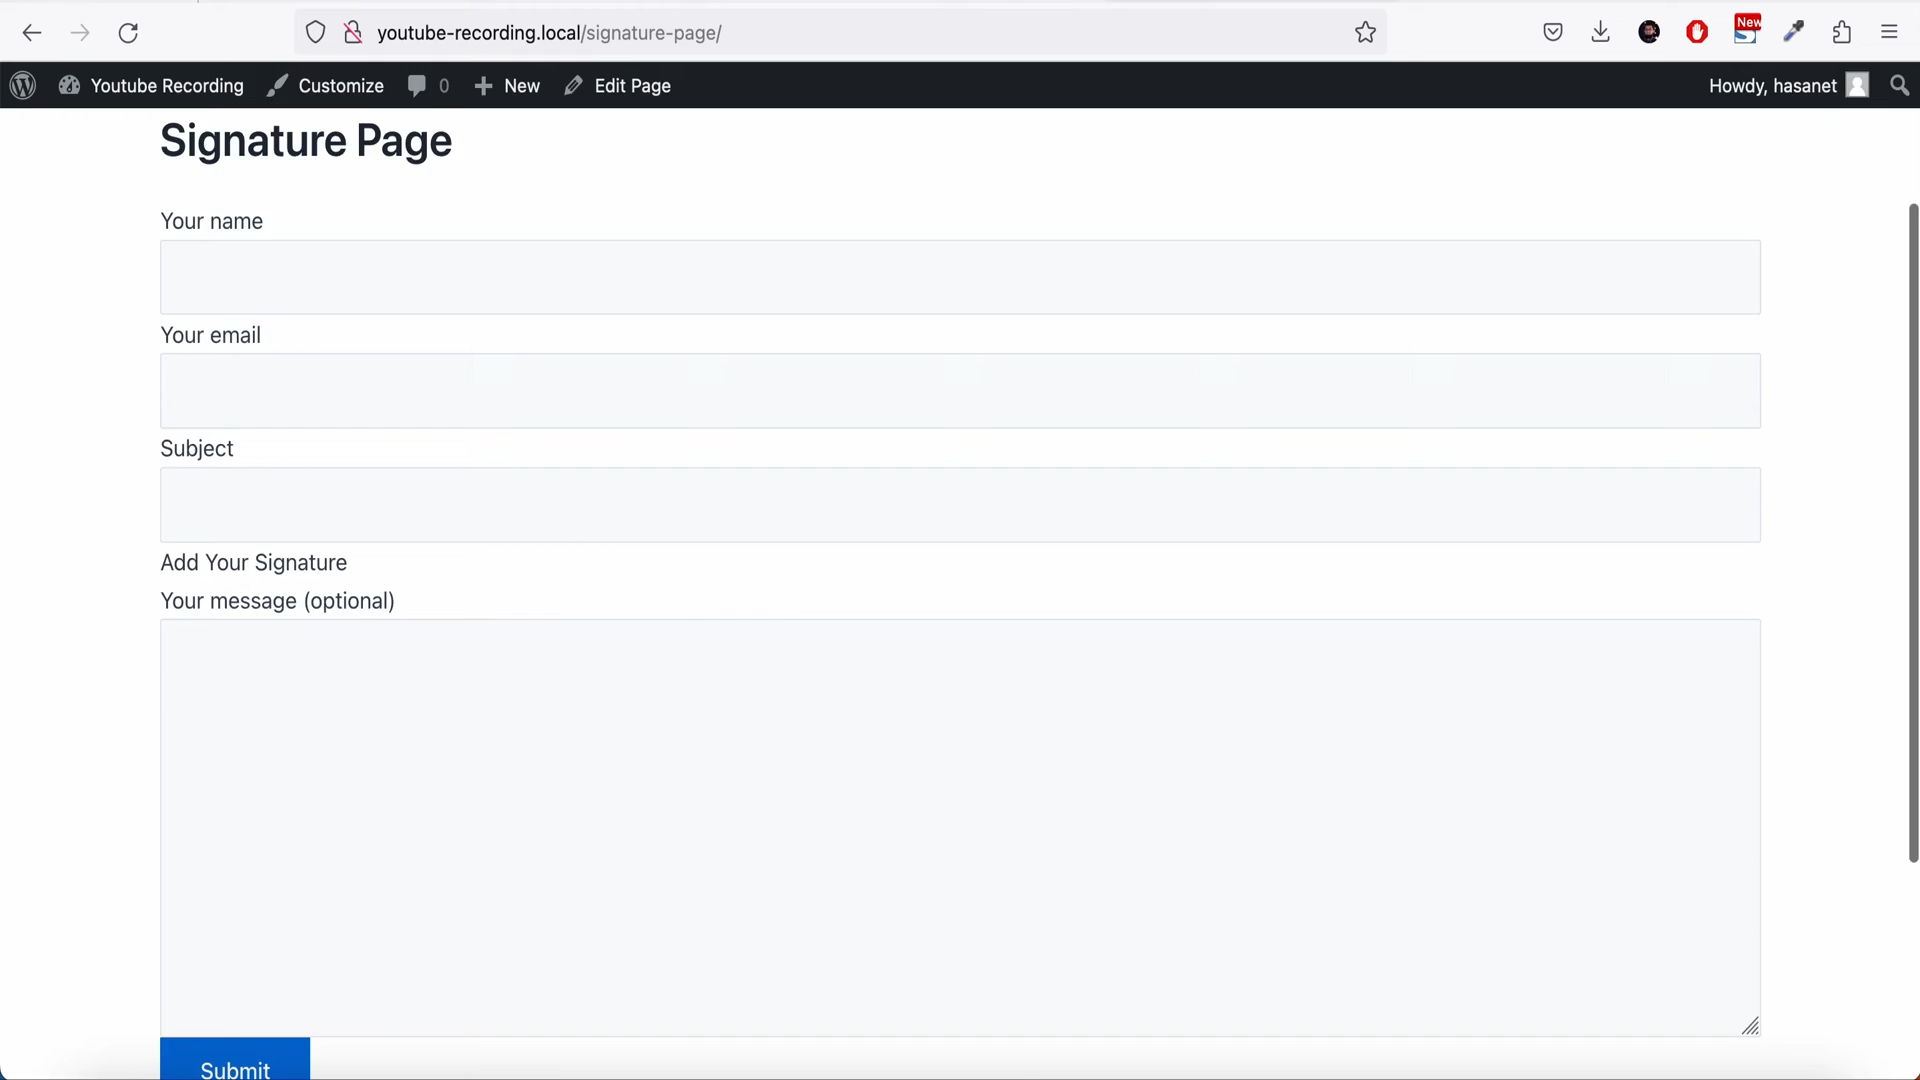 youtube-recording.local/signature-page/
New
Youtube Recording Customize 0 New Edit Page Howdy, hasanet
Signature Page
Your name
Your email
Subject
Add Your Signature
Your message (optional)
Submit